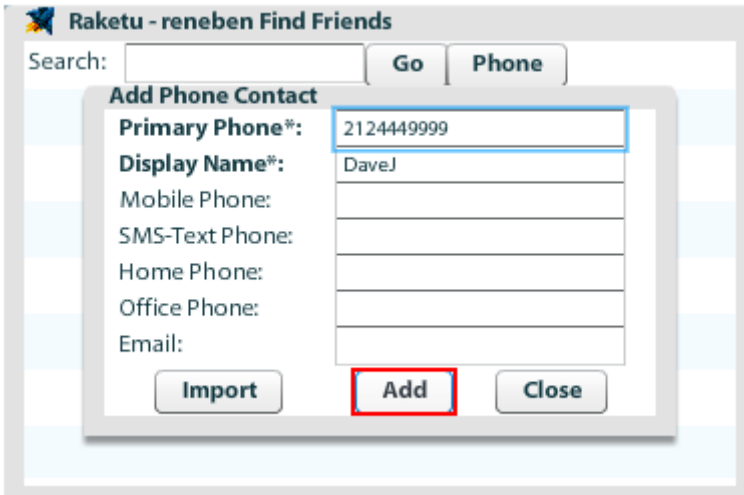 Raketu - reneben Find Friends
Search: Go Phone
Add Phone Contact
Primary Phone*: 2124449999
Display Name*: DaveJ
Mobile Phone:
SMS-Text Phone:
Home Phone:
Office Phone:
Email:
Import Add Close